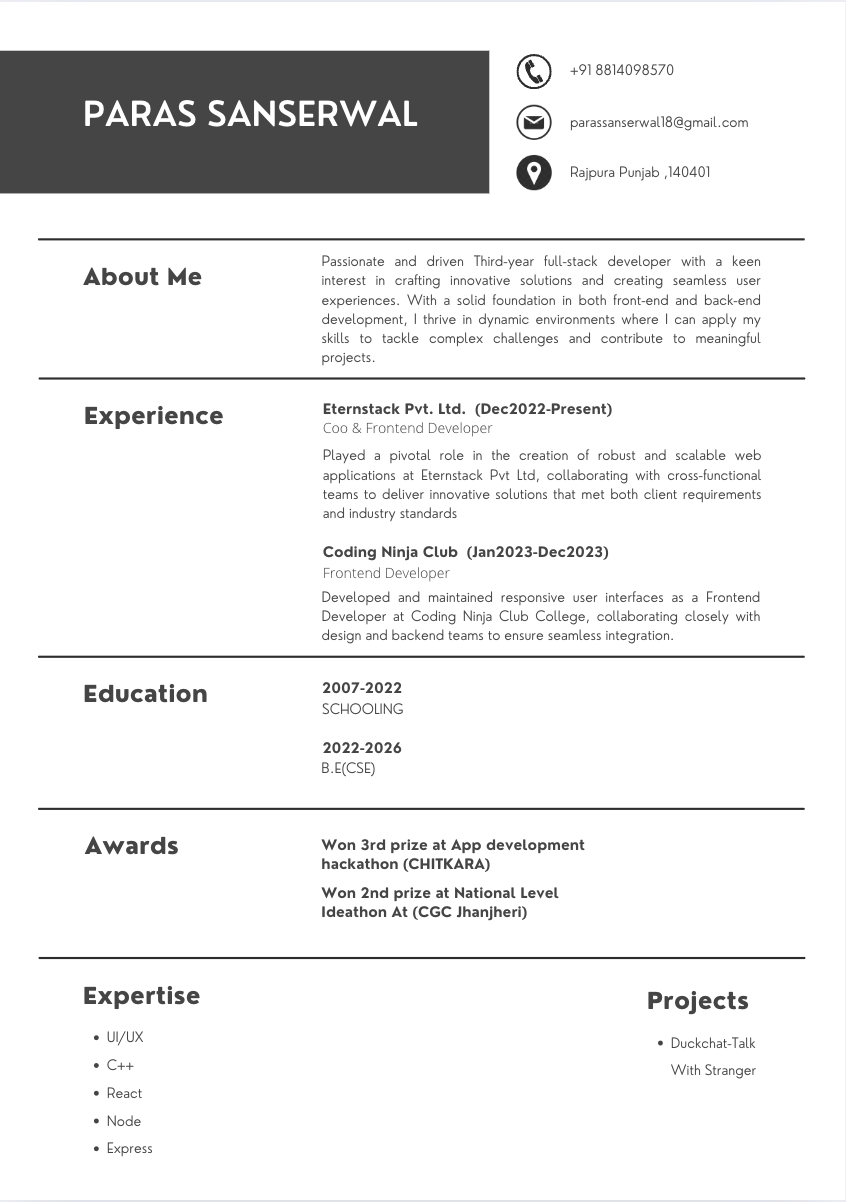 PARAS SANSERWAL
+91 8814098570
parassanserwal18@gmail.com
Rajpura Punjab ,140401
About Me
Passionate and driven Third-year full-stack developer with a keen
interest in crafting innovative solutions and creating seamless user
experiences. With a solid foundation in both front-end and back-end
development, I thrive in dynamic environments where I can apply my
skills to tackle complex challenges and contribute to meaningful
projects.
Experience
Eternstack Pvt. Ltd. (Dec2022-Present)
Coo & Frontend Developer
Played a pivotal role in the creation of robust and scalable web
applications at Eternstack Pvt Ltd, collaborating with cross-functional
teams to deliver innovative solutions that met both client requirements
and industry standards
Coding Ninja Club (Jan2023-Dec2023)
Frontend Developer
Developed and maintained responsive user interfaces as a Frontend
Developer at Coding Ninja Club College, collaborating closely with
design and backend teams to ensure seamless integration.
Education
2007-2022
SCHOOLING
2022-2026
B.E(CSE)
Awards
Won 3rd prize at App development
hackathon (CHITKARA)
Won 2nd prize at National Level
Ideathon At (CGC Jhanjheri)
Expertise
• UI/UX
• C++
• React
• Node
• Express
Projects
• Duckchat-Talk
With Stranger